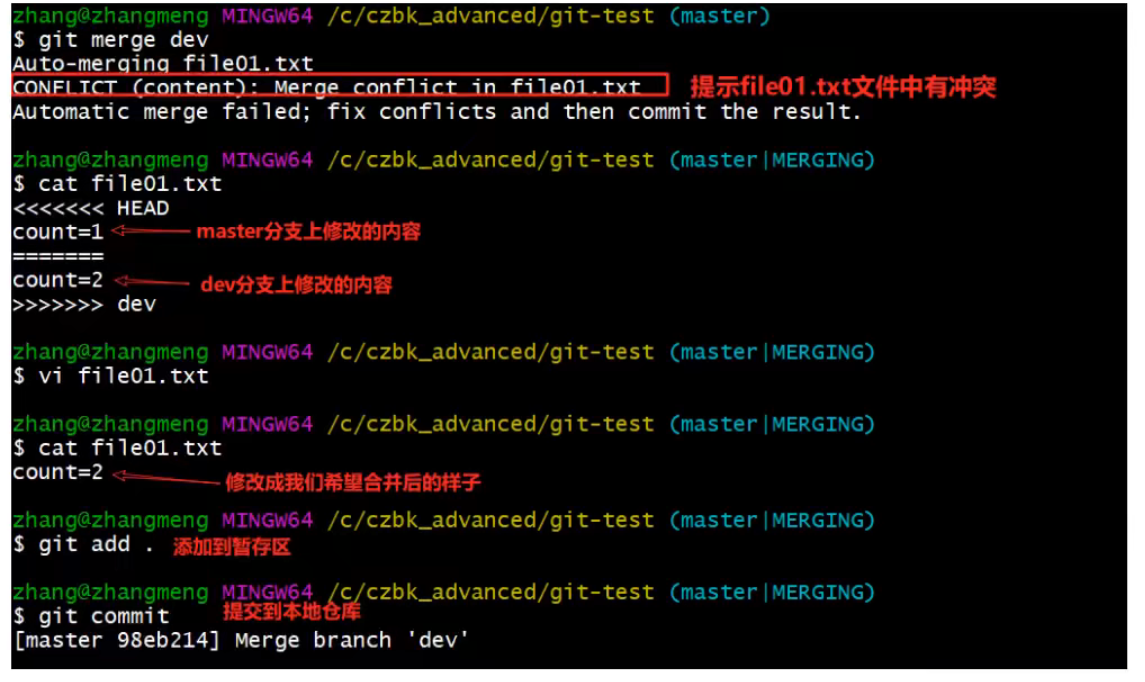 zhang@zhangmeng MINGW64 /c/czbk_advanced/git-test (master)
$ git merge dev
Auto-merging file01.txt
CONFLICT (content): Merge conflict in file01.txt 提示file01.txt文件中有冲突
Automatic merge failed; fix conflicts and then commit the result.
zhang@zhangmeng MINGW64 /c/czbk_advanced/git-test (master|MERGING)
$ cat file01.txt
<<<<<<< HEAD
count=1 master分支上修改的内容
=======
count=2 dev分支上修改的内容
>>>>>>> dev
zhang@zhangmeng MINGW64 /c/czbk_advanced/git-test (master|MERGING)
$ vi file01.txt
zhang@zhangmeng MINGW64 /c/czbk_advanced/git-test (master|MERGING)
$ cat file01.txt
count=2 修改成我们希望合并后的样子
zhang@zhangmeng MINGW64 /c/czbk_advanced/git-test (master|MERGING)
$ git add . 添加到暂存区
zhang@zhangmeng MINGW64 /c/czbk_advanced/git-test (master|MERGING)
$ git commit 提交到本地仓库
[master 98eb214] Merge branch 'dev'